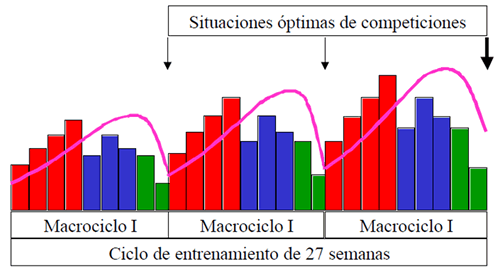 Situaciones óptimas de competiciones
Macrociclo I
Macrociclo I
Macrociclo I
Ciclo de entrenamiento de 27 semanas